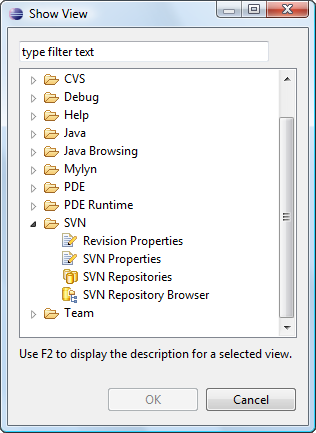 Show View
type filter text
CVS
Debug
Help
Java
Java Browsing
Mylyn
PDE
PDE Runtime
SVN
Revision Properties
SVN Properties
SVN Repositories
SVN Repository Browser
Team
Use F2 to display the description for a selected view.
OK
Cancel